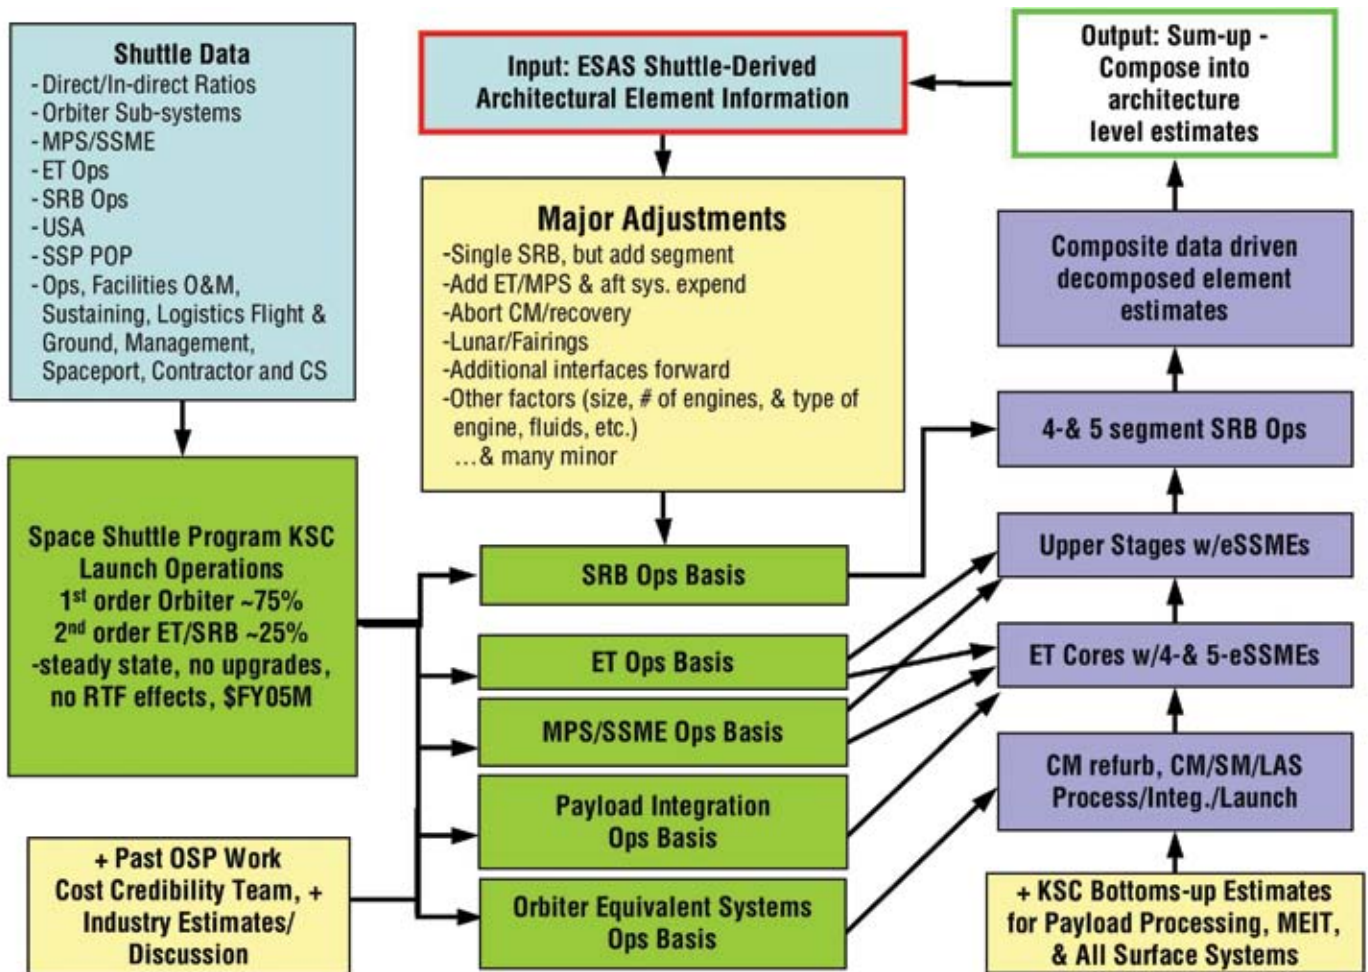 Shuttle Data
- Direct/In-direct Ratios
- Orbiter Sub-systems
- MPS/SSME
- ET Ops
- SRB Ops
- USA
- SSP POP
- Ops, Facilities O&M,
Sustaining, Logistics Flight &
Ground, Management,
Spaceport, Contractor and CS
Space Shuttle Program KSC
Launch Operations
1st order Orbiter ~75%
2nd order ET/SRB ~25%
-steady state, no upgrades,
no RTF effects, $FY05M
+ Past OSP Work
Cost Credibility Team, +
Industry Estimates/
Discussion
Input: ESAS Shuttle-Derived
Architectural Element Information
Major Adjustments
-Single SRB, but add segment
-Add ET/MPS & aft sys. expend
-Abort CM/recovery
-Lunar/Fairings
-Additional interfaces forward
-Other factors (size, # of engines, & type of
engine, fluids, etc.)
...& many minor
SRB Ops Basis
ET Ops Basis
MPS/SSME Ops Basis
Payload Integration
Ops Basis
Orbiter Equivalent Systems
Ops Basis
Output: Sum-up -
Compose into
architecture
level estimates
Composite data driven
decomposed element
estimates
4-& 5 segment SRB Ops
Upper Stages w/eSSMEs
ET Cores w/4-& 5-eSSMEs
CM refurb, CM/SM/LAS
Process/Integ./Launch
+ KSC Bottoms-up Estimates
for Payload Processing, MEIT,
& All Surface Systems